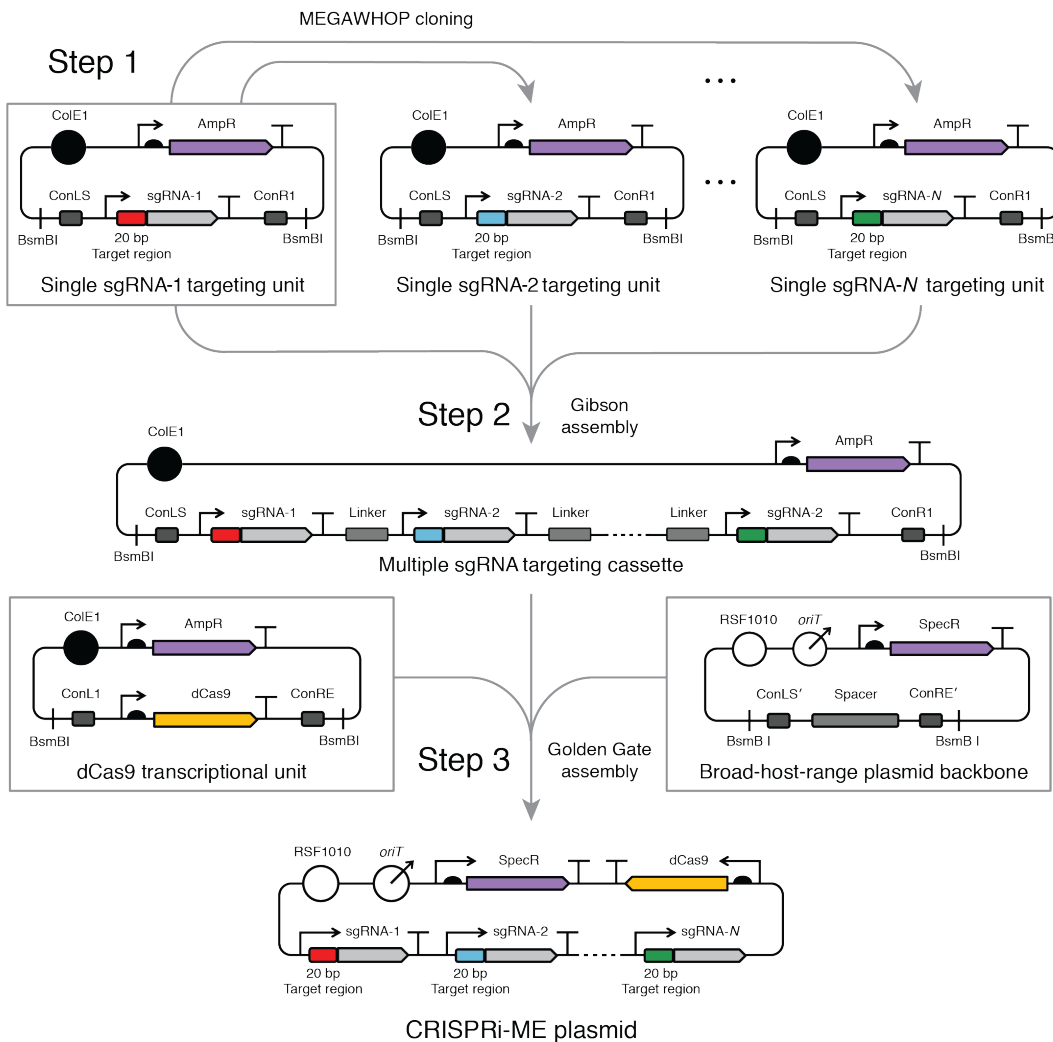 MEGAWHOP cloning
Step 1
...
ColE1
AmpR
ConLS
sgRNA-1
ConR1
BsmBI
20 bp
Target region
BsmBI
Single sgRNA-1 targeting unit
ColE1
AmpR
ConLS
sgRNA-2
ConR1
BsmBI
20 bp
Target region
BsmBI
Single sgRNA-2 targeting unit
...
ColE1
AmpR
ConLS
sgRNA-N
ConR1
BsmBI
20 bp
Target region
BsmBI
Single sgRNA-N targeting unit
Step 2
Gibson
assembly
ColE1
AmpR
ConLS
sgRNA-1
Linker
sgRNA-2
Linker
Linker
sgRNA-2
ConR1
BsmBI
BsmBI
Multiple sgRNA targeting cassette
ColE1
AmpR
ConL1
dCas9
ConRE
BsmBI
BsmBI
dCas9 transcriptional unit
RSF1010
oriT
SpecR
ConLS′
Spacer
ConRE′
BsmB I
BsmB I
Broad-host-range plasmid backbone
Step 3
Golden Gate
assembly
RSF1010
oriT
SpecR
dCas9
sgRNA-1
sgRNA-2
sgRNA-N
20 bp
Target region
20 bp
Target region
20 bp
Target region
CRISPRi-ME plasmid